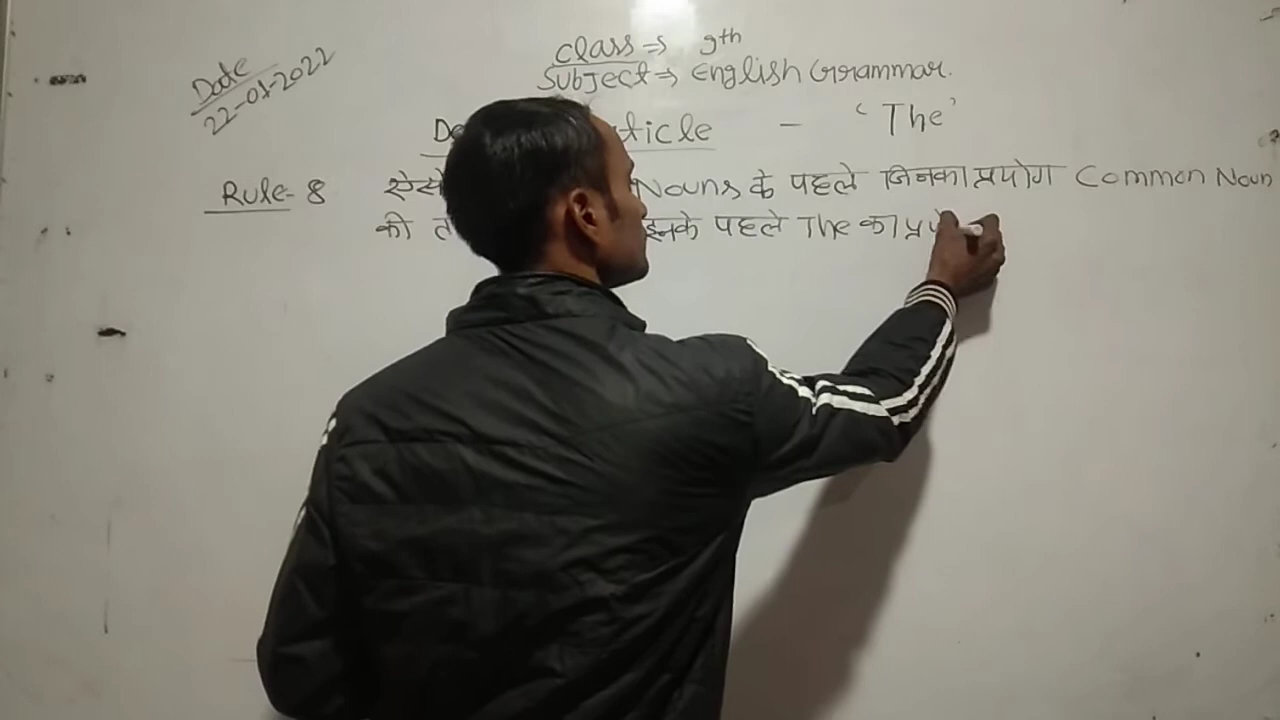 Date
22-01-2022
Class ⇒ 9th
Subject ⇒ English Grammar.
ticle - 'The'
Rule-8 ऐसे Nouns के पहले जिनका प्रयोग Common Noun
की इनके पहले The का प्रयो